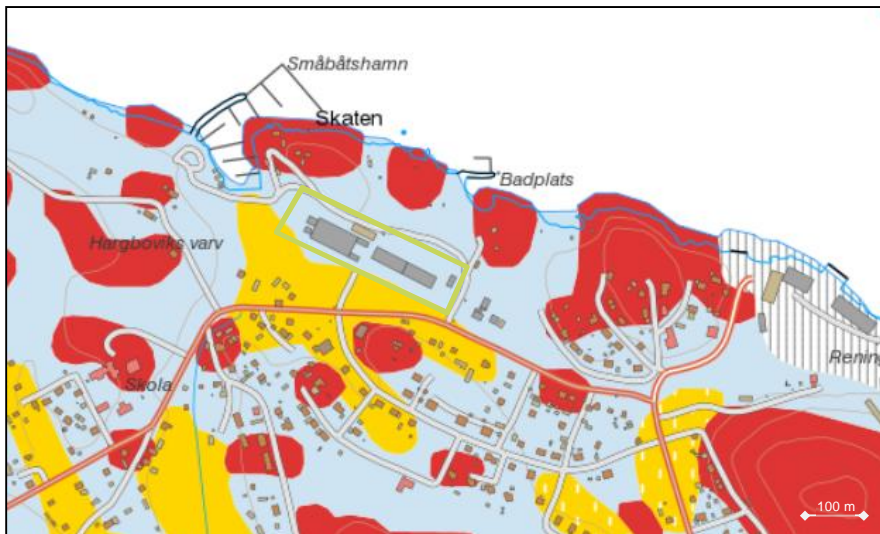 Småbåtshamn
Skaten
Badplats
Hargboviks varv
Skola
Rening
100 m